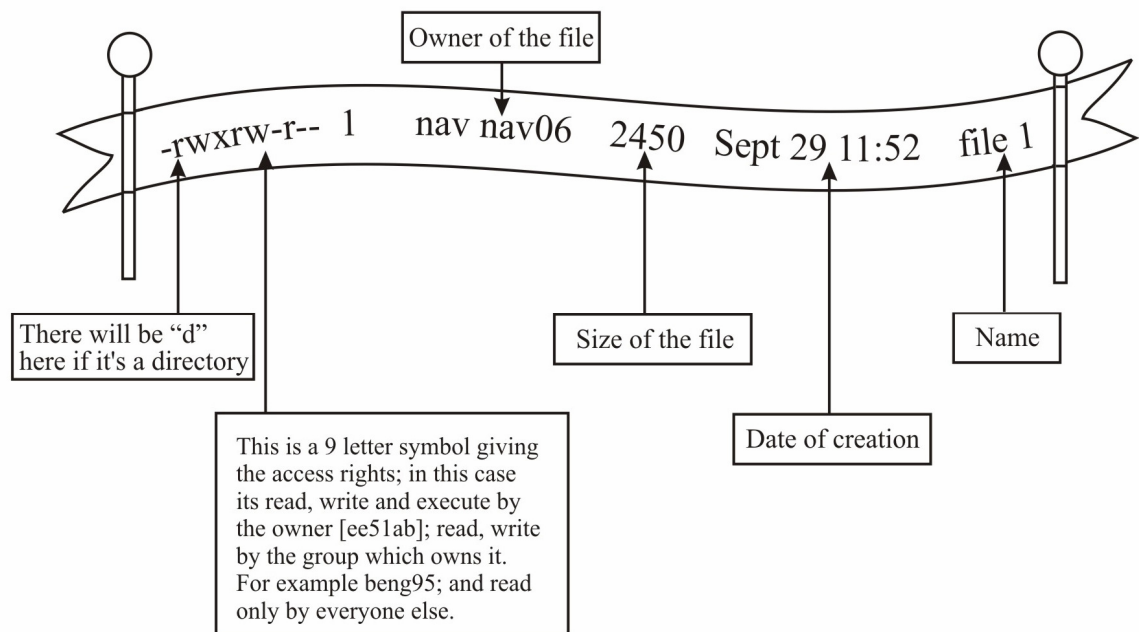 Owner of the file
-rwxrw-r-- 1 nav nav06 2450 Sept 29 11:52 file 1
There will be “d”
here if it's a directory
Size of the file
Name
This is a 9 letter symbol giving
the access rights; in this case
its read, write and execute by
the owner [ee51ab]; read, write
by the group which owns it.
For example beng95; and read
only by everyone else.
Date of creation